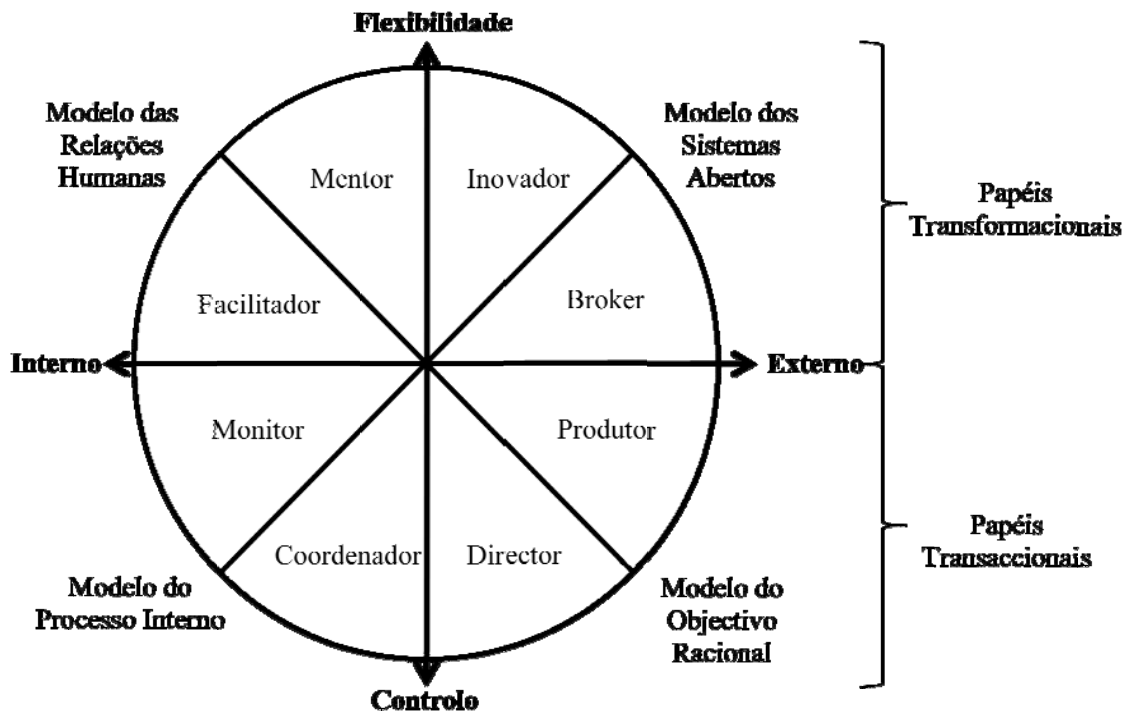 Flexibilidade
Modelo das
Relações
Humanas
Modelo dos
Sistemas
Abertos
Mentor
Inovador
Papéis
Transformacionais
Facilitador
Broker
Interno
Externo
Monitor
Produtor
Coordenador
Director
Papéis
Transaccionais
Modelo do
Processo Interno
Modelo do
Objectivo
Racional
Controlo